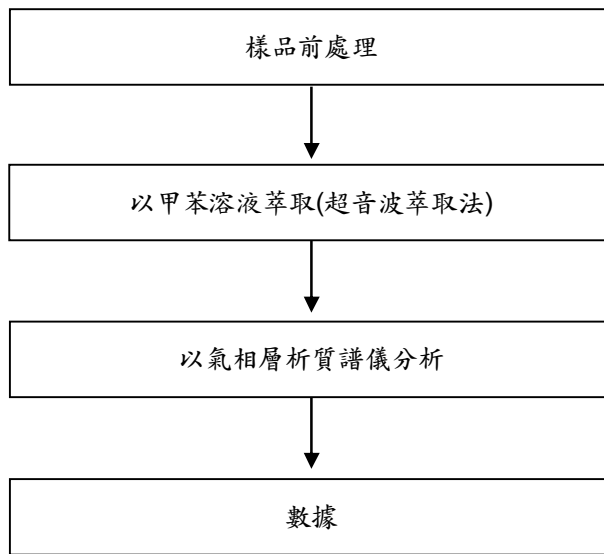 樣品前處理
以甲苯溶液萃取(超音波萃取法)
以氣相層析質譜儀分析
數據